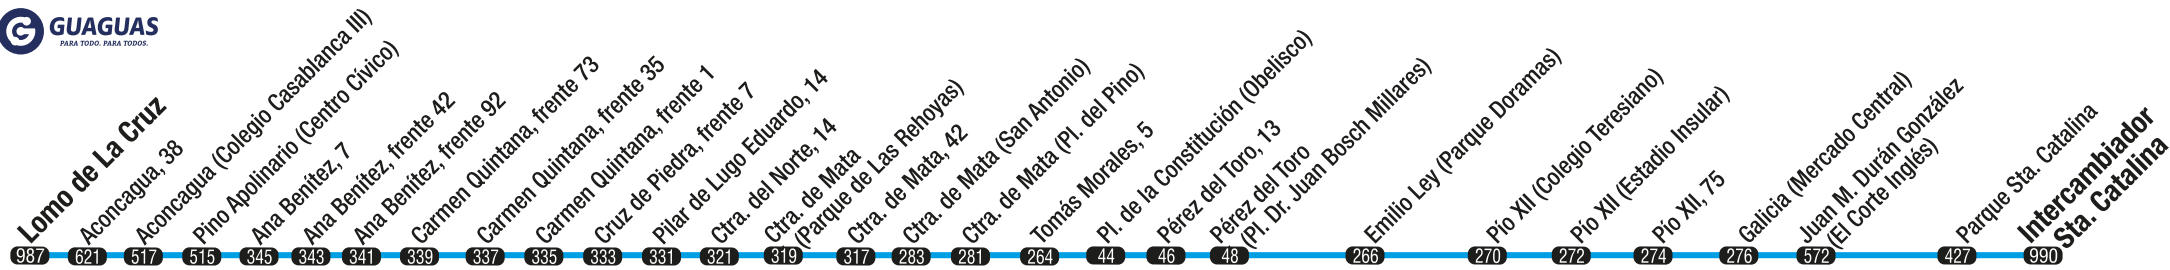 GUAGUAS
PARA TODO. PARA TODOS.
Lomo de La Cruz
Aconcagua, 38
Aconcagua (Colegio Casablanca III)
Pino Apolinario (Centro Cívico)
Ana Benítez, 7
Ana Benítez, frente 42
Ana Benítez, frente 92
Carmen Quintana, frente 73
Carmen Quintana, frente 35
Carmen Quintana, frente 1
Cruz de Piedra, frente 7
Pilar de Lugo Eduardo, 14
Ctra. del Norte, 14
Ctra. de Mata
(Parque de Las Rehoyas)
Ctra. de Mata, 42
Ctra. de Mata (San Antonio)
Ctra. de Mata (Pl. del Pino)
Tomás Morales, 5
Pl. de la Constitución (Obelisco)
Pérez del Toro, 13
Pérez del Toro
(Pl. Dr. Juan Bosch Millares)
Emilio Ley (Parque Doramas)
Pío XII (Colegio Teresiano)
Pío XII (Estadio Insular)
Pío XII, 75
Galicia (Mercado Central)
Juan M. Durán González
(El Corte Inglés)
Parque Sta. Catalina
Intercambiador
Sta. Catalina
987 621 517 515 345 343 341 339 337 335 333 331 321 319 317 283 281 264 44 46 48 266 270 272 274 276 572 427 990